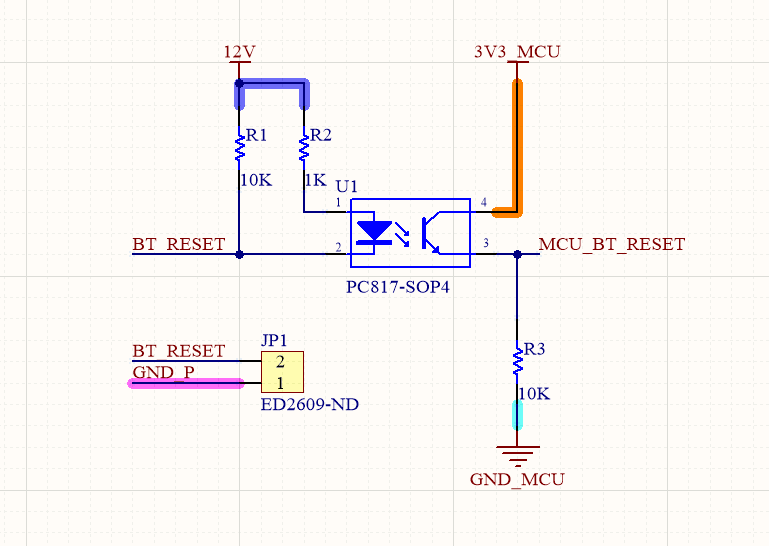 12V
3V3_MCU
R1
R2
10K
1K
U1
1
4
BT_RESET
2
3
MCU_BT_RESET
PC817-SOP4
BT_RESET
JP1
2
GND_P
1
ED2609-ND
R3
10K
GND_MCU